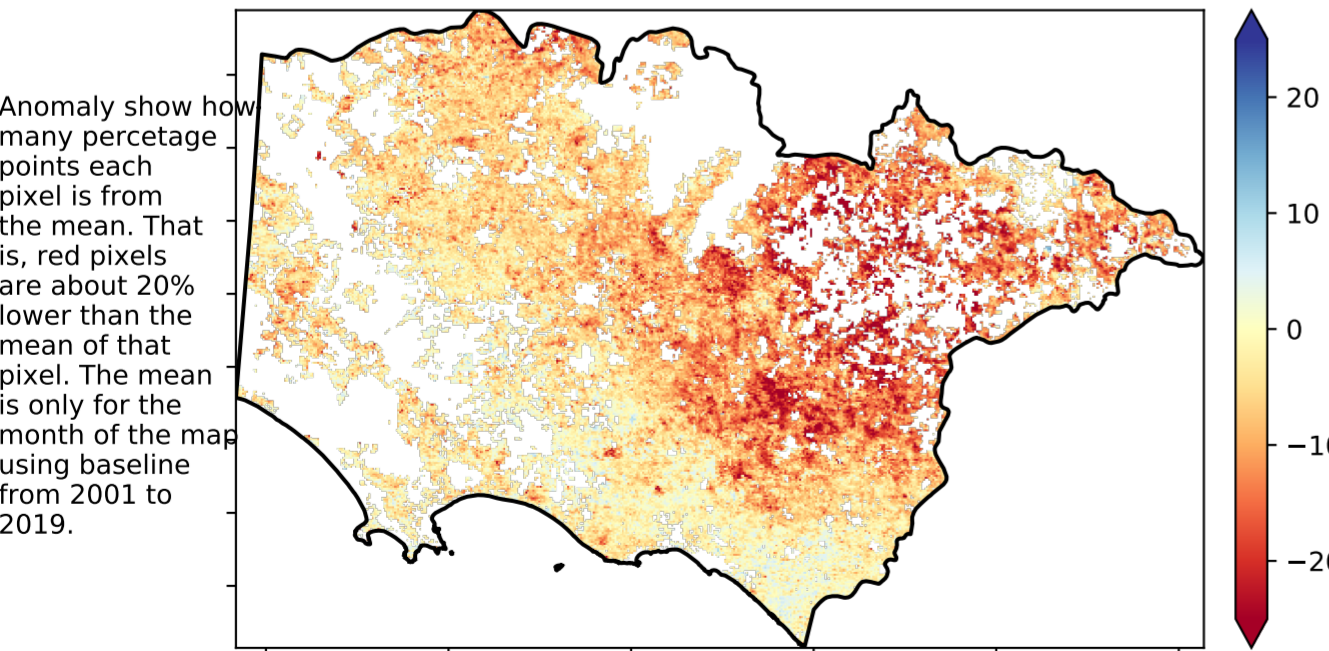 Anomaly show how
many percetage
points each
pixel is from
the mean. That
is, red pixels
are about 20%
lower than the
mean of that
pixel. The mean
is only for the
month of the map
using baseline
from 2001 to
2019.
20
10
0
−10
−20